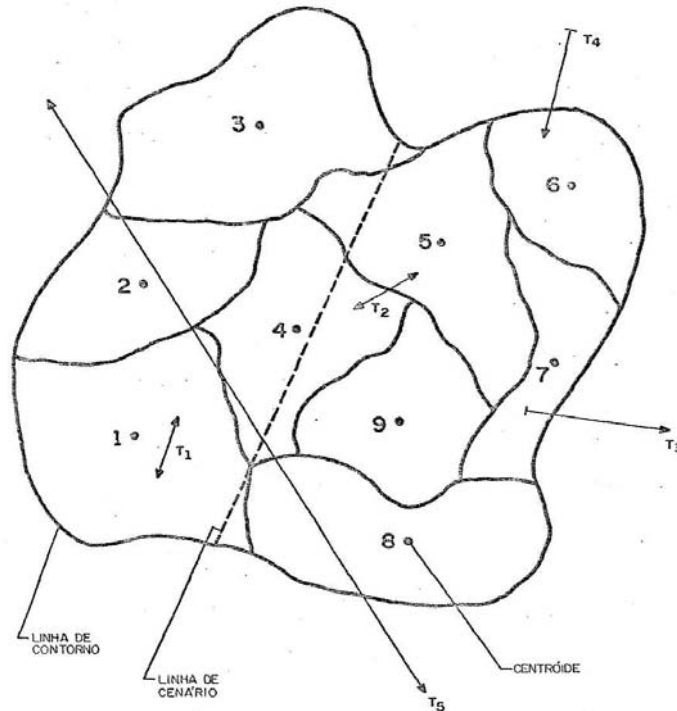 T4
3
6
5
2
T2
4
7
1
T1
9
T3
8
LINHA DE
CONTORNO
LINHA DE
CENÁRIO
CENTRÓIDE
T5